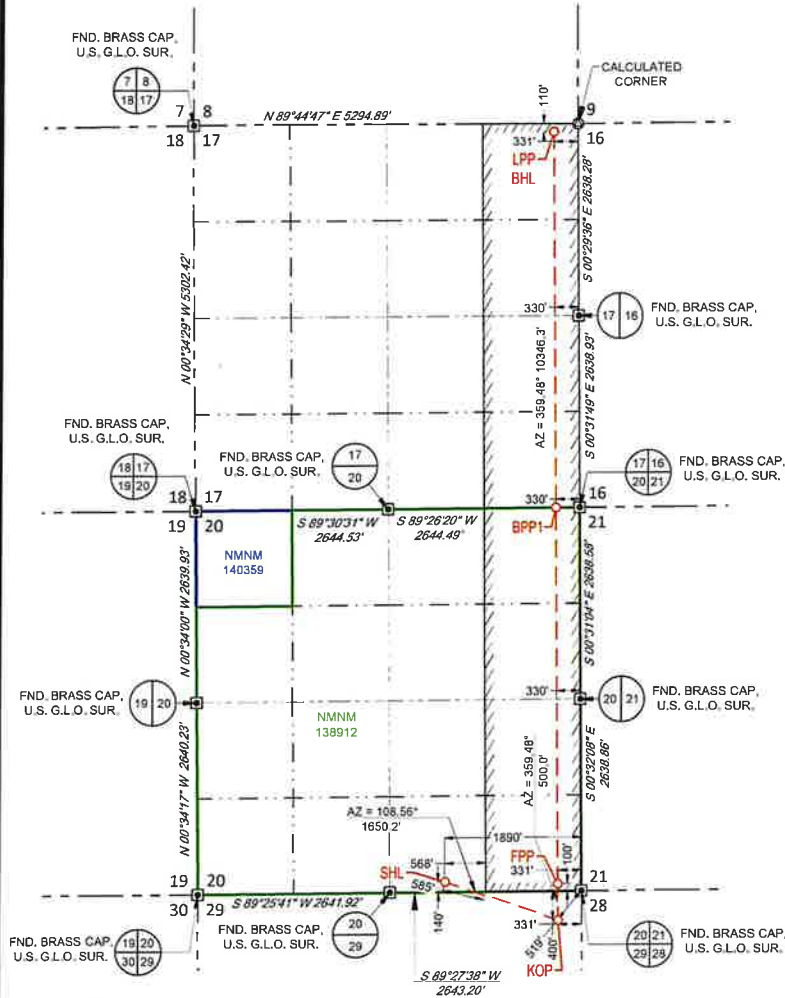 FND. BRASS CAP,
U.S. G.L.O. SUR.
7 8
18 17
7 8
18 17
N 89°44'47" E 5294.89'
110'
CALCULATED
CORNER
9
16
331'
LPP
BHL
S 00°29'36" E 2638.28'
N 00°34'29" W 5302.42'
330'
17 16
FND. BRASS CAP,
U.S. G.L.O. SUR.
AZ = 359.48° 10346.3'
S 00°31'49" E 2638.93'
FND. BRASS CAP,
U.S. G.L.O. SUR.
18 17
19 20
FND. BRASS CAP,
U.S. G.L.O. SUR.
17
20
17 16
20 21
FND. BRASS CAP,
U.S. G.L.O. SUR.
18 17
19 20
330'
16
21
S 89°30'31" W
2644.53'
S 89°26'20" W
2644.49'
BPP1
NMNM
140359
N 00°34'00" W 2639.93'
S 00°31'04" E 2638.58'
FND. BRASS CAP,
U.S. G.L.O. SUR.
19 20
330'
20 21
FND. BRASS CAP,
U.S. G.L.O. SUR.
NMNM
138912
N 00°34'17" W 2640.23'
AZ = 359.48°
500.0'
S 00°32'08" E
2638.86'
AZ = 108.56°
1650.2'
1890'
568'
FPP
100'
SHL
585'
331'
19 20
30 29
21
28
S 89°25'41" W 2641.92'
140'
331'
519'
400'
KOP
FND. BRASS CAP,
U.S. G.L.O. SUR.
19 20
30 29
FND. BRASS CAP,
U.S. G.L.O. SUR.
20
29
20 21
29 28
FND. BRASS CAP,
U.S. G.L.O. SUR.
S 89°27'38" W
2643.20'